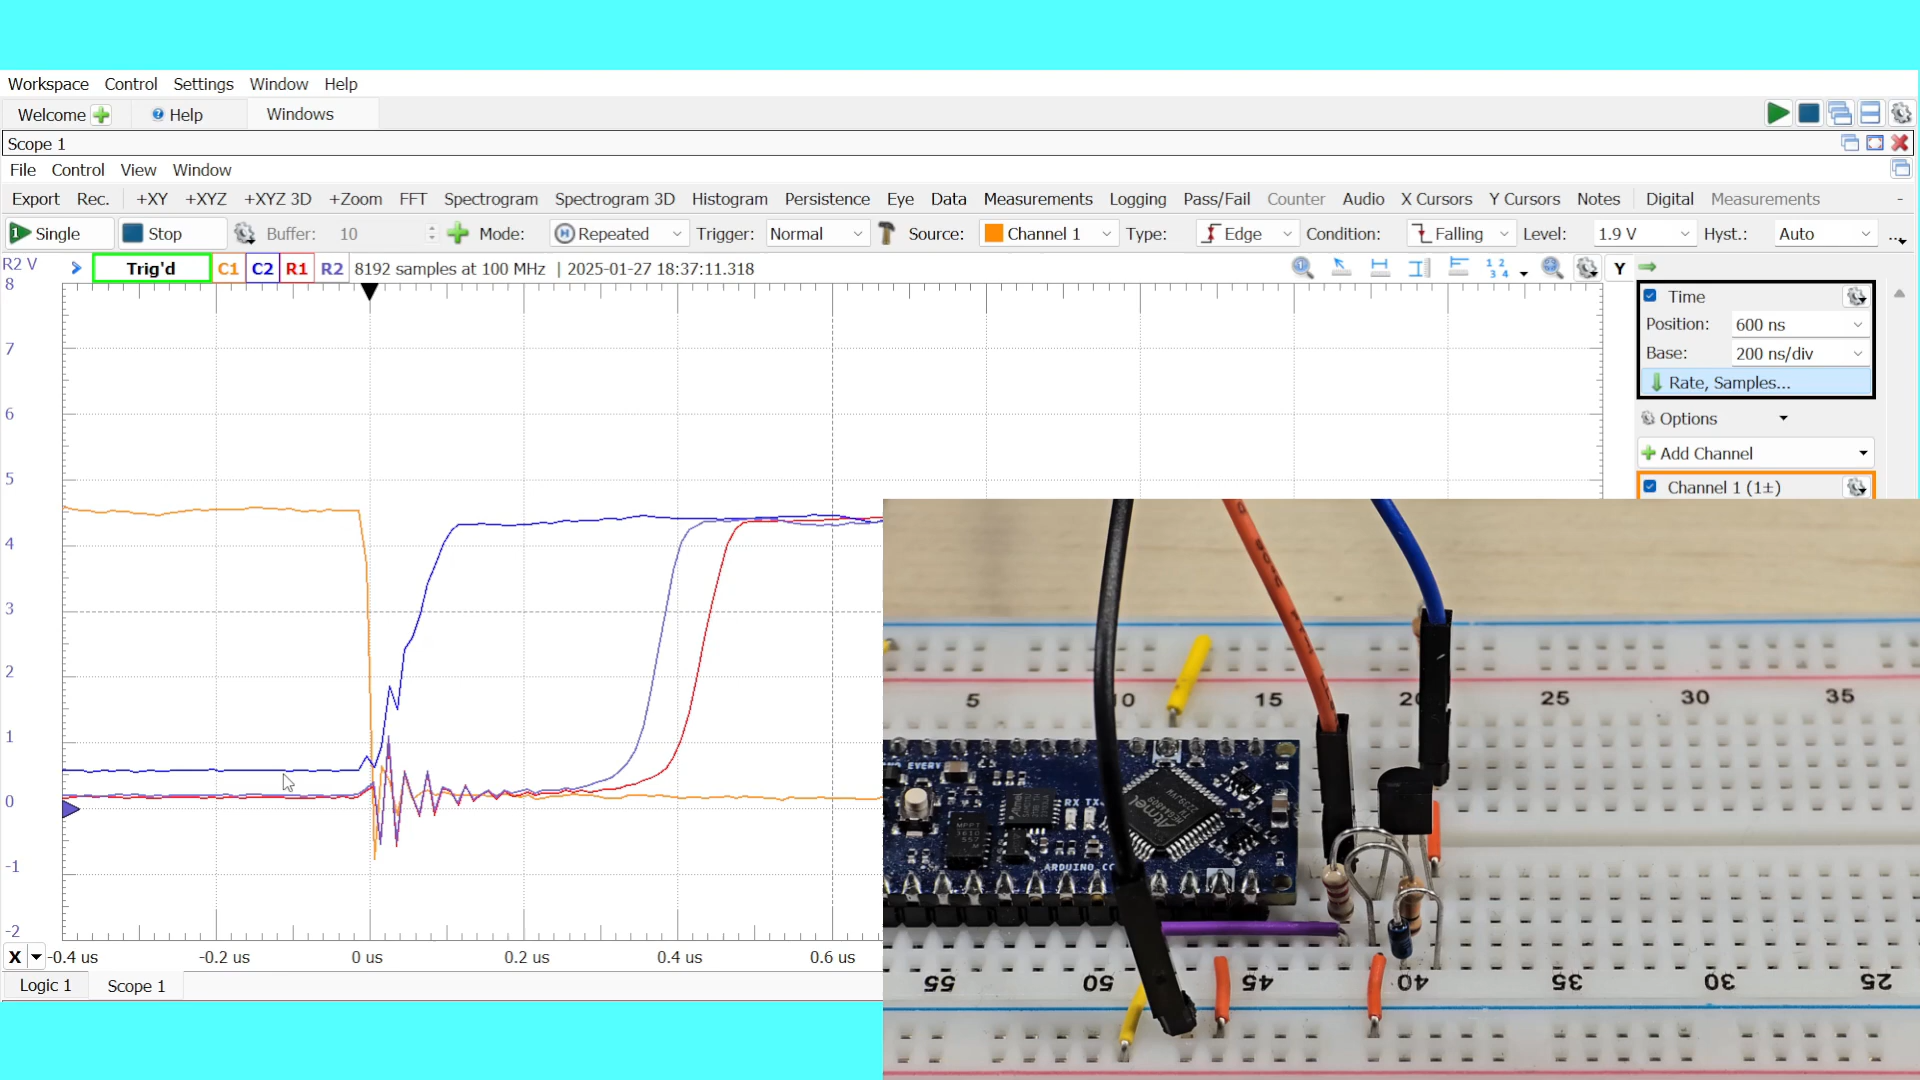 Workspace Control Settings Window Help
Welcome Help Windows
Scope 1
File Control View Window
Export Rec. +XY +XYZ +XYZ 3D +Zoom FFT Spectrogram Spectrogram 3D Histogram Persistence Eye Data Measurements Logging Pass/Fail Counter Audio X Cursors Y Cursors Notes Digital Measurements -
Single Stop Buffer: 10 Mode: Repeated Trigger: Normal Source: Channel 1 Type: Edge Condition: Falling Level: 1.9 V Hyst.: Auto
R2 V Trig'd C1 C2 R1 R2 8192 samples at 100 MHz | 2025-01-27 18:37:11.318 Y
8
7
6
5
4
3
2
1
0
-1
-2
X -0.4 us -0.2 us 0 us 0.2 us 0.4 us 0.6 us
Logic 1 Scope 1
Time
Position: 600 ns
Base: 200 ns/div
Rate, Samples...
Options
Add Channel
Channel 1 (1±)
5 10 15 20 25 30 35
EVERY
RX TX
Atmel
ARDUINO.CC
55 50 45 40 35 30 25